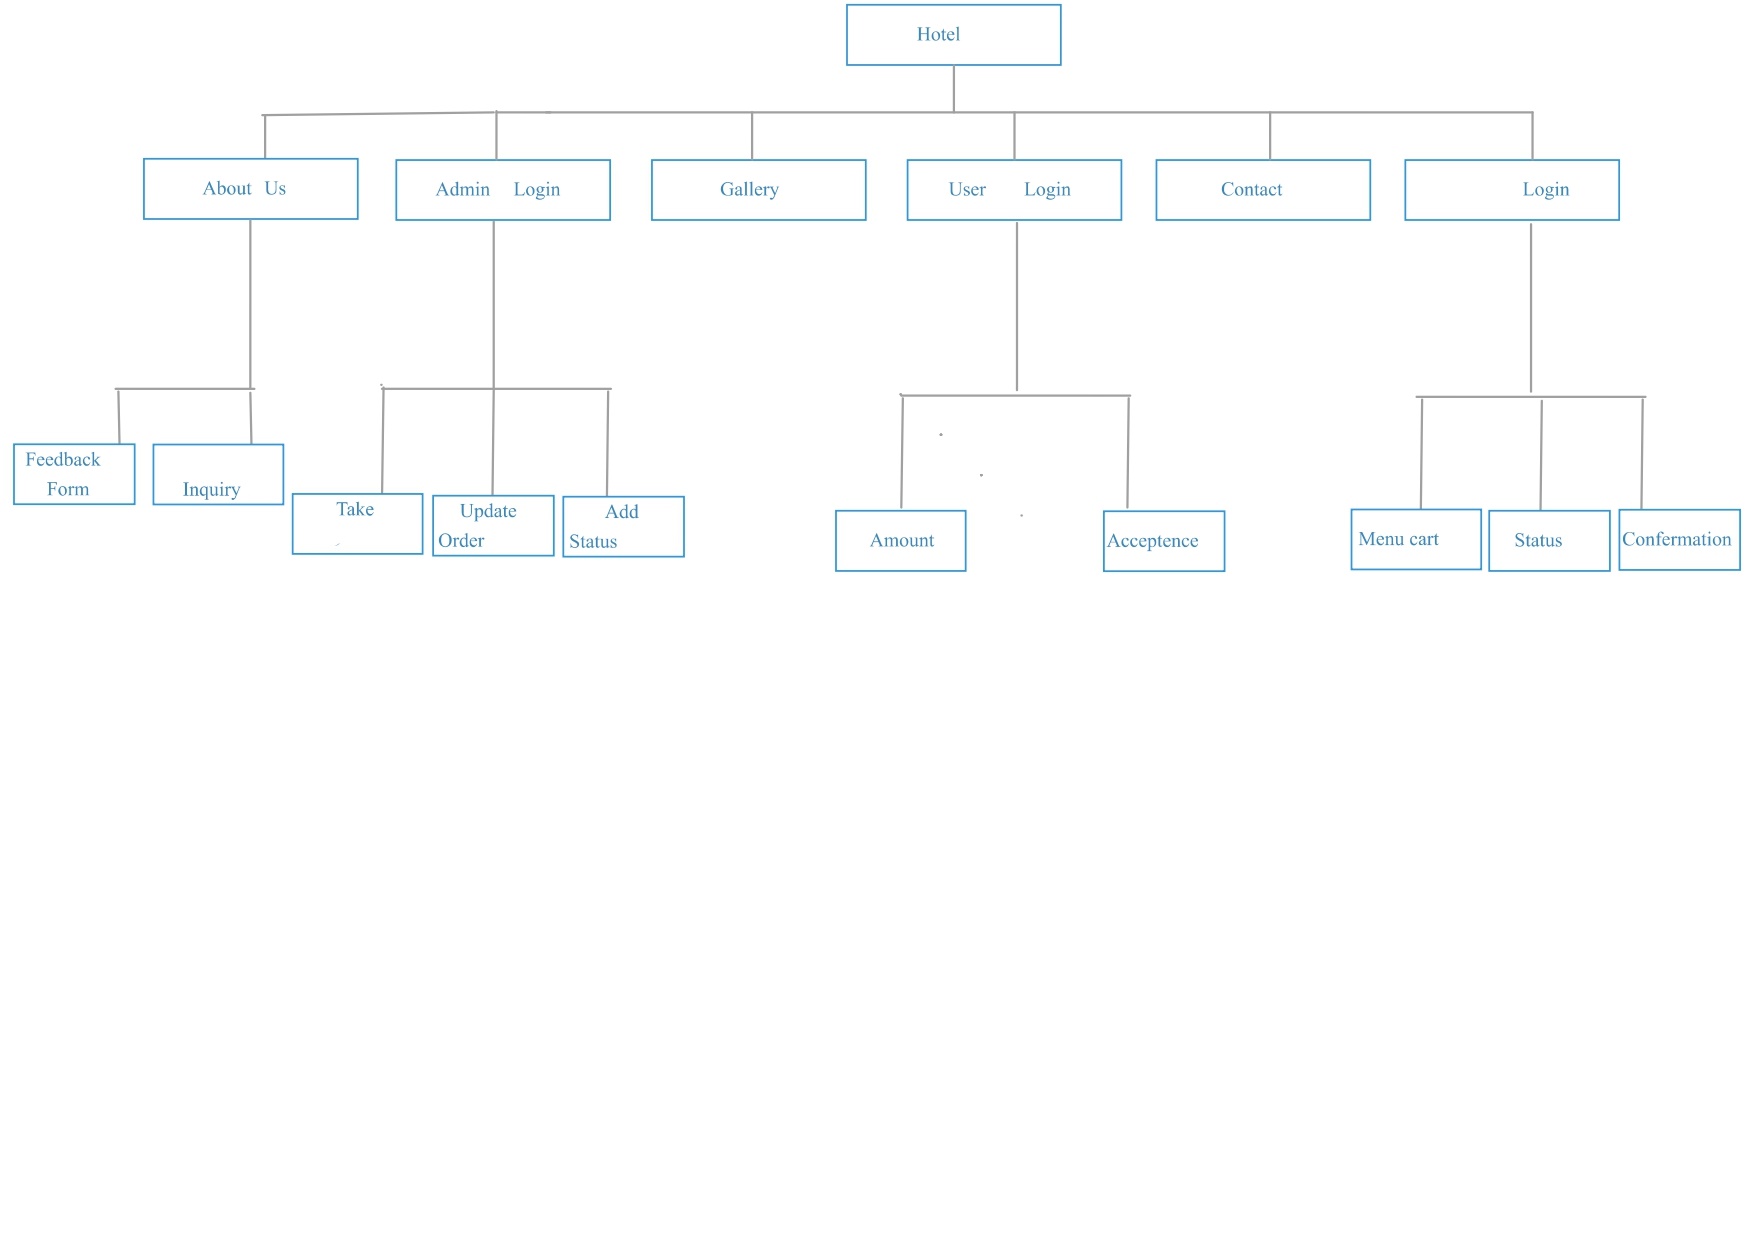 Hotel
About Us
Admin Login
Gallery
User Login
Contact
Login
Feedback
Form
Inquiry
Take
Update
Order
Add
Status
Amount
Acceptence
Menu cart
Status
Confermation